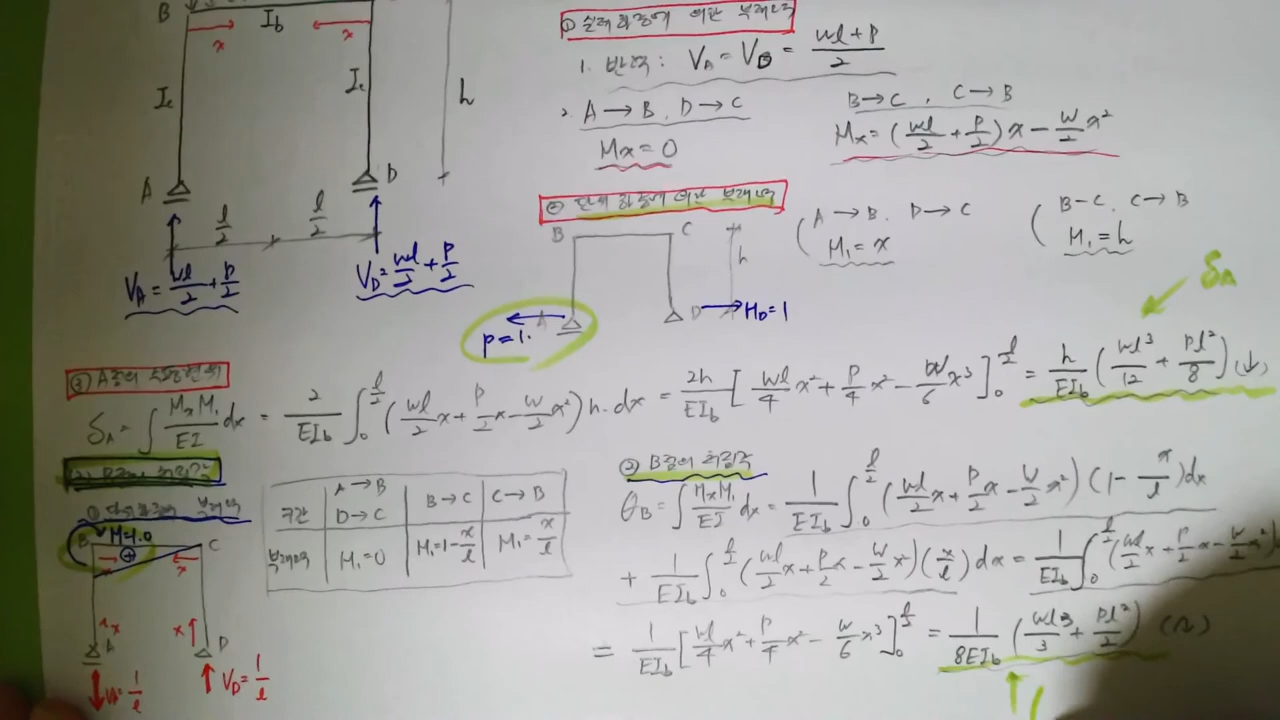 B
I_b
x
x
I_c
I_c
h
A
D
l/2
l/2
V_A = wl/2 + P/2
V_D = wl/2 + P/2
① 실제하중에 의한 부재력
1. 반력: V_A = V_D = (wl+P)/2
2. A→B, D→C
M_x = 0
B→C, C→B
M_x = (wl/2 + P/2)x − w/2 x²
② 단위하중에 의한 부재력
B
C
h
A
D
P=1.
H_D=1
A→B, D→C
M_1 = x
B-C, C→B
M_1 = h
δ_A
③ A점의 수평변위
δ_A = ∫ M_x M_1/EI dx = 2/EI_b ∫_0^{l/2} (wl/2 x + P/2 x − w/2 x²) h·dx = 2h/EI_b [wl/4 x² + P/4 x² − w/6 x³]_0^{l/2} = h/EI_b (wl³/12 + Pl²/8) (↓)
(2) B점의 처짐각
① 단위하중에 의한 부재력
B
M=1.0
C
⊕
x
x
x
x
A
D
V_A = 1/l
V_D = 1/l
구간
A→B
D→C
B→C
C→B
부재력
M_1=0
M_1=1−x/l
M_1=x/l
② B점의 처짐각
θ_B = ∫ M_x M_1/EI dx = 1/EI_b ∫_0^{l/2} (wl/2 x + P/2 x − w/2 x²) (1 − x/l) dx
+ 1/EI_b ∫_0^{l/2} (wl/2 x + P/2 x − w/2 x) (x/l) dx = 1/EI_b ∫_0^{l/2} (wl/2 x + P/2 x − w/2 x²)
= 1/EI_b [wl/4 x² + P/4 x² − w/6 x³]_0^{l/2} = 1/8EI_b (wl³/3 + Pl²/2)